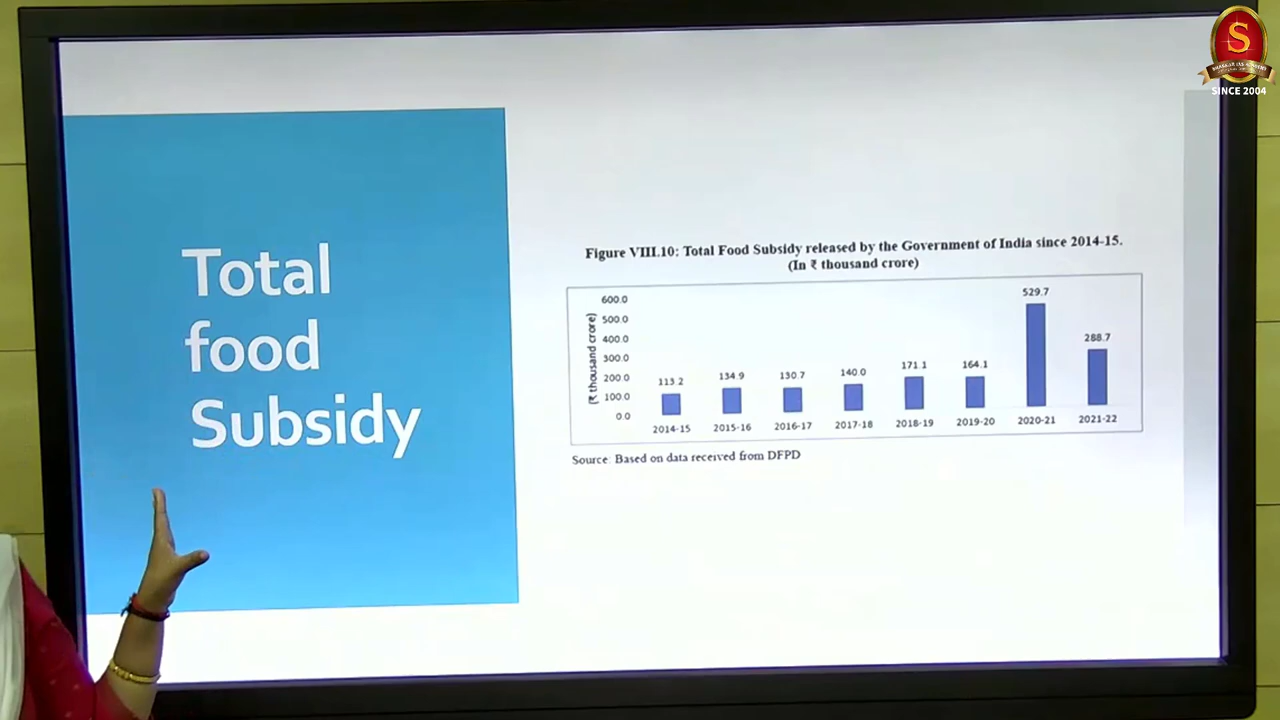 S
SINCE 2004
Total
food
Subsidy
Figure VIII.10: Total Food Subsidy released by the Government of India since 2014-15.
(In ₹ thousand crore)
(₹ thousand crore)
600.0
500.0
400.0
300.0
200.0
100.0
0.0
113.2
134.9
130.7
140.0
171.1
164.1
529.7
288.7
2014-15
2015-16
2016-17
2017-18
2018-19
2019-20
2020-21
2021-22
Source: Based on data received from DFPD